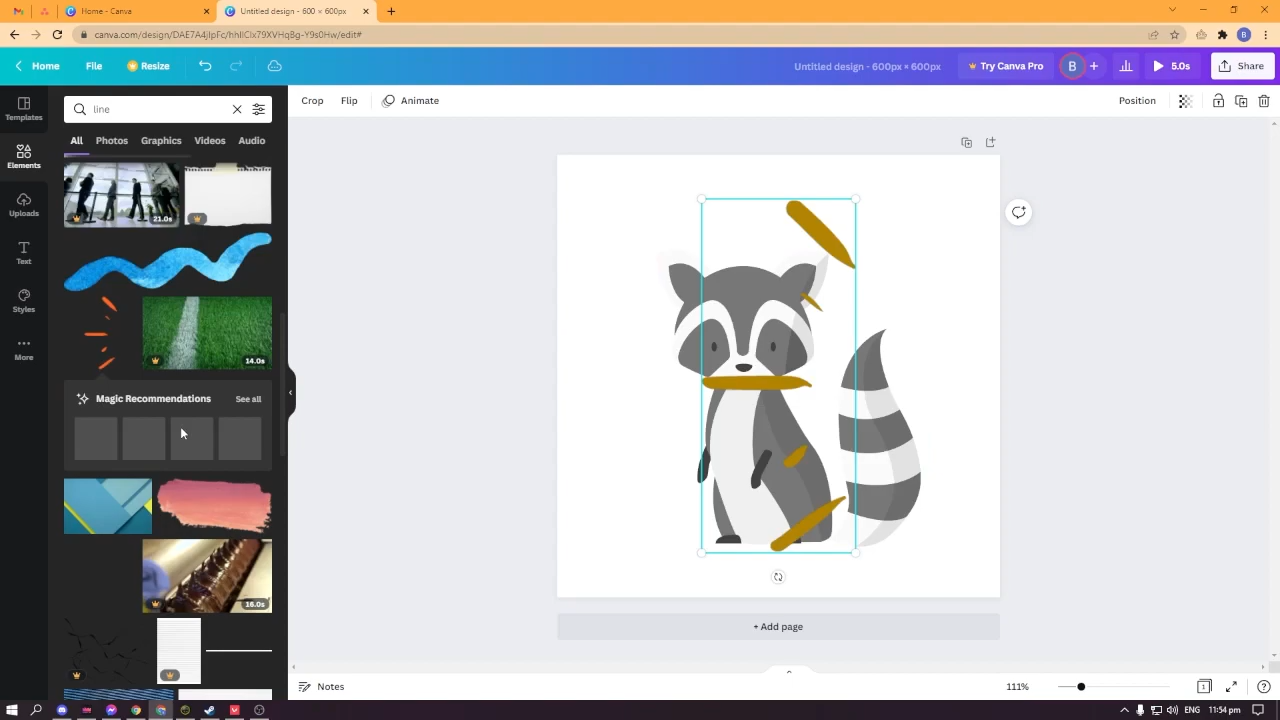 Home - Canva
Untitled design - 600 × 600px
canva.com/design/DAE7A4jIpFc/hhIlClx79XVHqBg-Y9s0Hw/edit#
Home
File
Resize
Untitled design - 600px × 600px
Try Canva Pro
B
5.0s
Share
Templates
line
Crop
Flip
Animate
Position
All
Photos
Graphics
Videos
Audio
Elements
21.0s
Uploads
Text
Styles
14.0s
More
Magic Recommendations
See all
16.0s
+ Add page
Notes
111%
1
ENG
11:54 pm